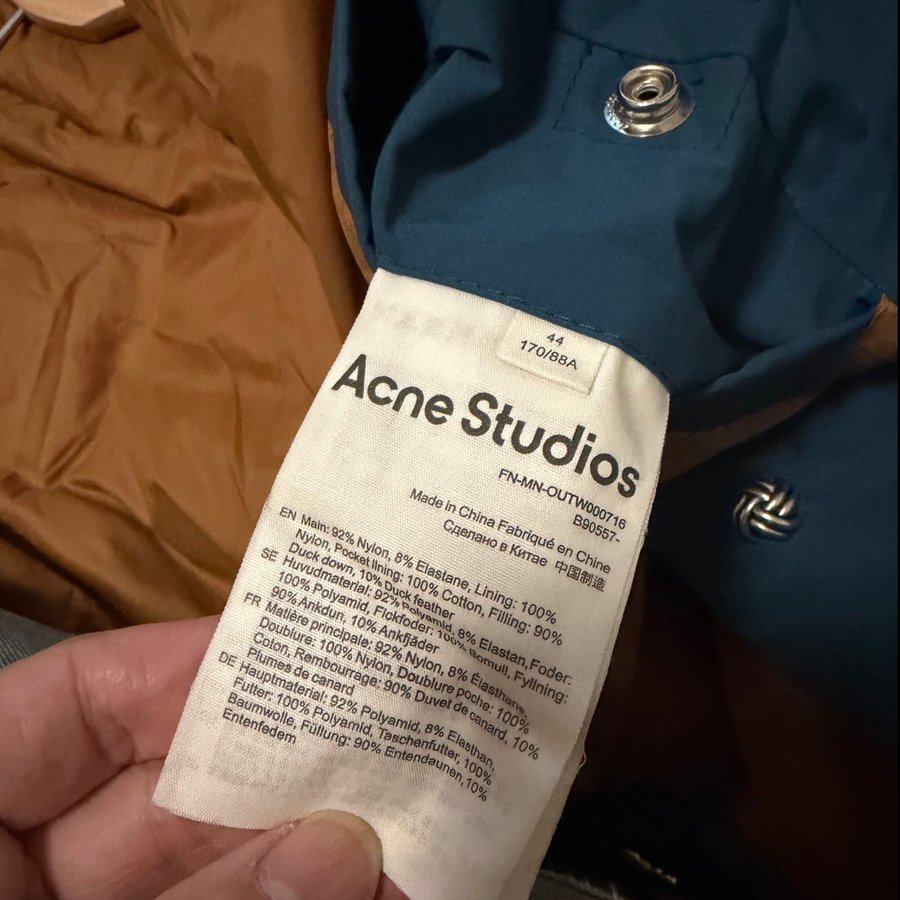 44
170/88A
Acne Studios
FN-MN-OUTW000716
B90557-
Made in China Fabriqué en Chine
Сделано в Китае 中国制造
EN Main: 92% Nylon, 8% Elastane, Lining: 100%
Nylon, Pocket lining: 100% Cotton, Filling: 90%
Duck down, 10% Duck feather
SE Huvudmaterial: 92% Polyamid, 8% Elastan, Foder:
100% Polyamid, Fickfoder: 100% Bomull, Fyllning:
90% Ankdun, 10% Ankfjäder
FR Matière principale: 92% Nylon, 8% Élasthane,
Doublure: 100% Nylon, Doublure poche: 100%
Coton, Rembourrage: 90% Duvet de canard, 10%
Plumes de canard
DE Hauptmaterial: 92% Polyamid, 8% Elasthan,
Futter: 100% Polyamid, Taschenfutter, 100%
Baumwolle, Füllung: 90% Entendaunen, 10%
Entenfedern